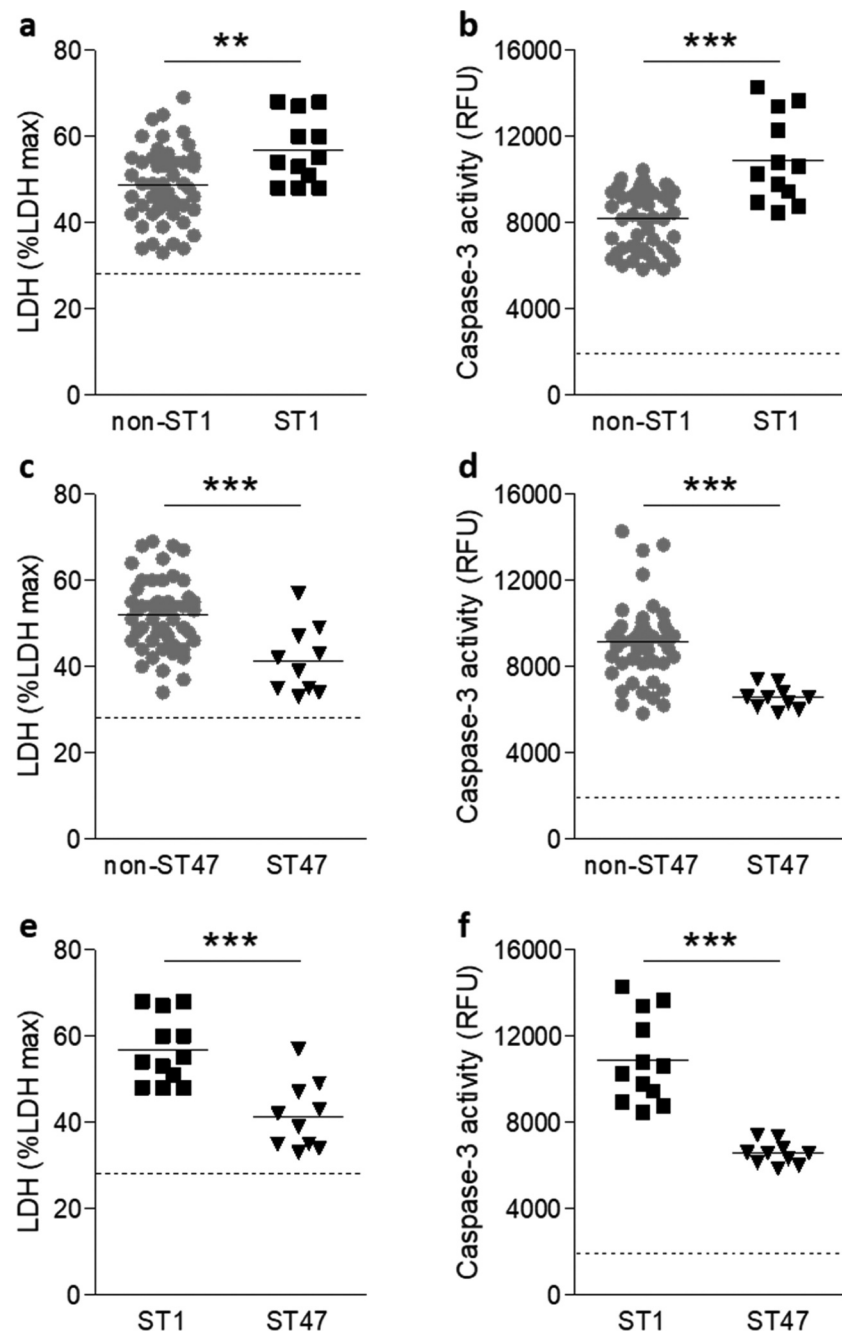 a
**
80
60
40
20
0
LDH (%LDH max)
non-ST1 ST1
b
***
16000
12000
8000
4000
0
Caspase-3 activity (RFU)
non-ST1 ST1
c
***
80
60
40
20
0
LDH (%LDH max)
non-ST47 ST47
d
***
16000
12000
8000
4000
0
Caspase-3 activity (RFU)
non-ST47 ST47
e
***
80
60
40
20
0
LDH (%LDH max)
ST1 ST47
f
***
16000
12000
8000
4000
0
Caspase-3 activity (RFU)
ST1 ST47